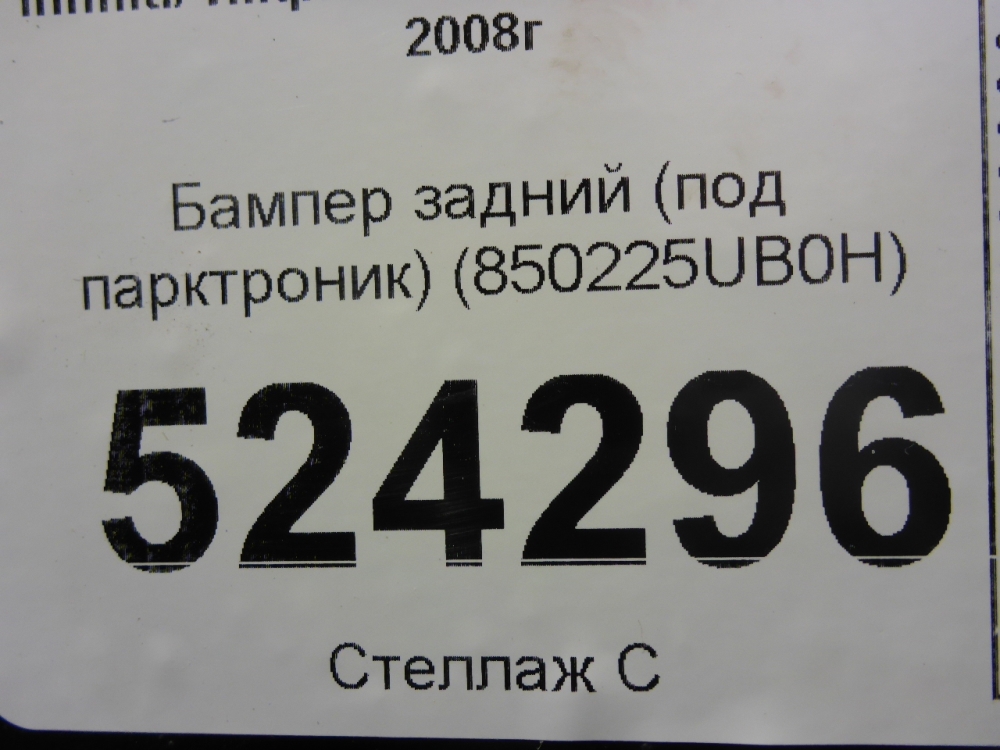 2008г
Бампер задний (под
парктроник) (850225UB0H)
524296
Стеллаж С